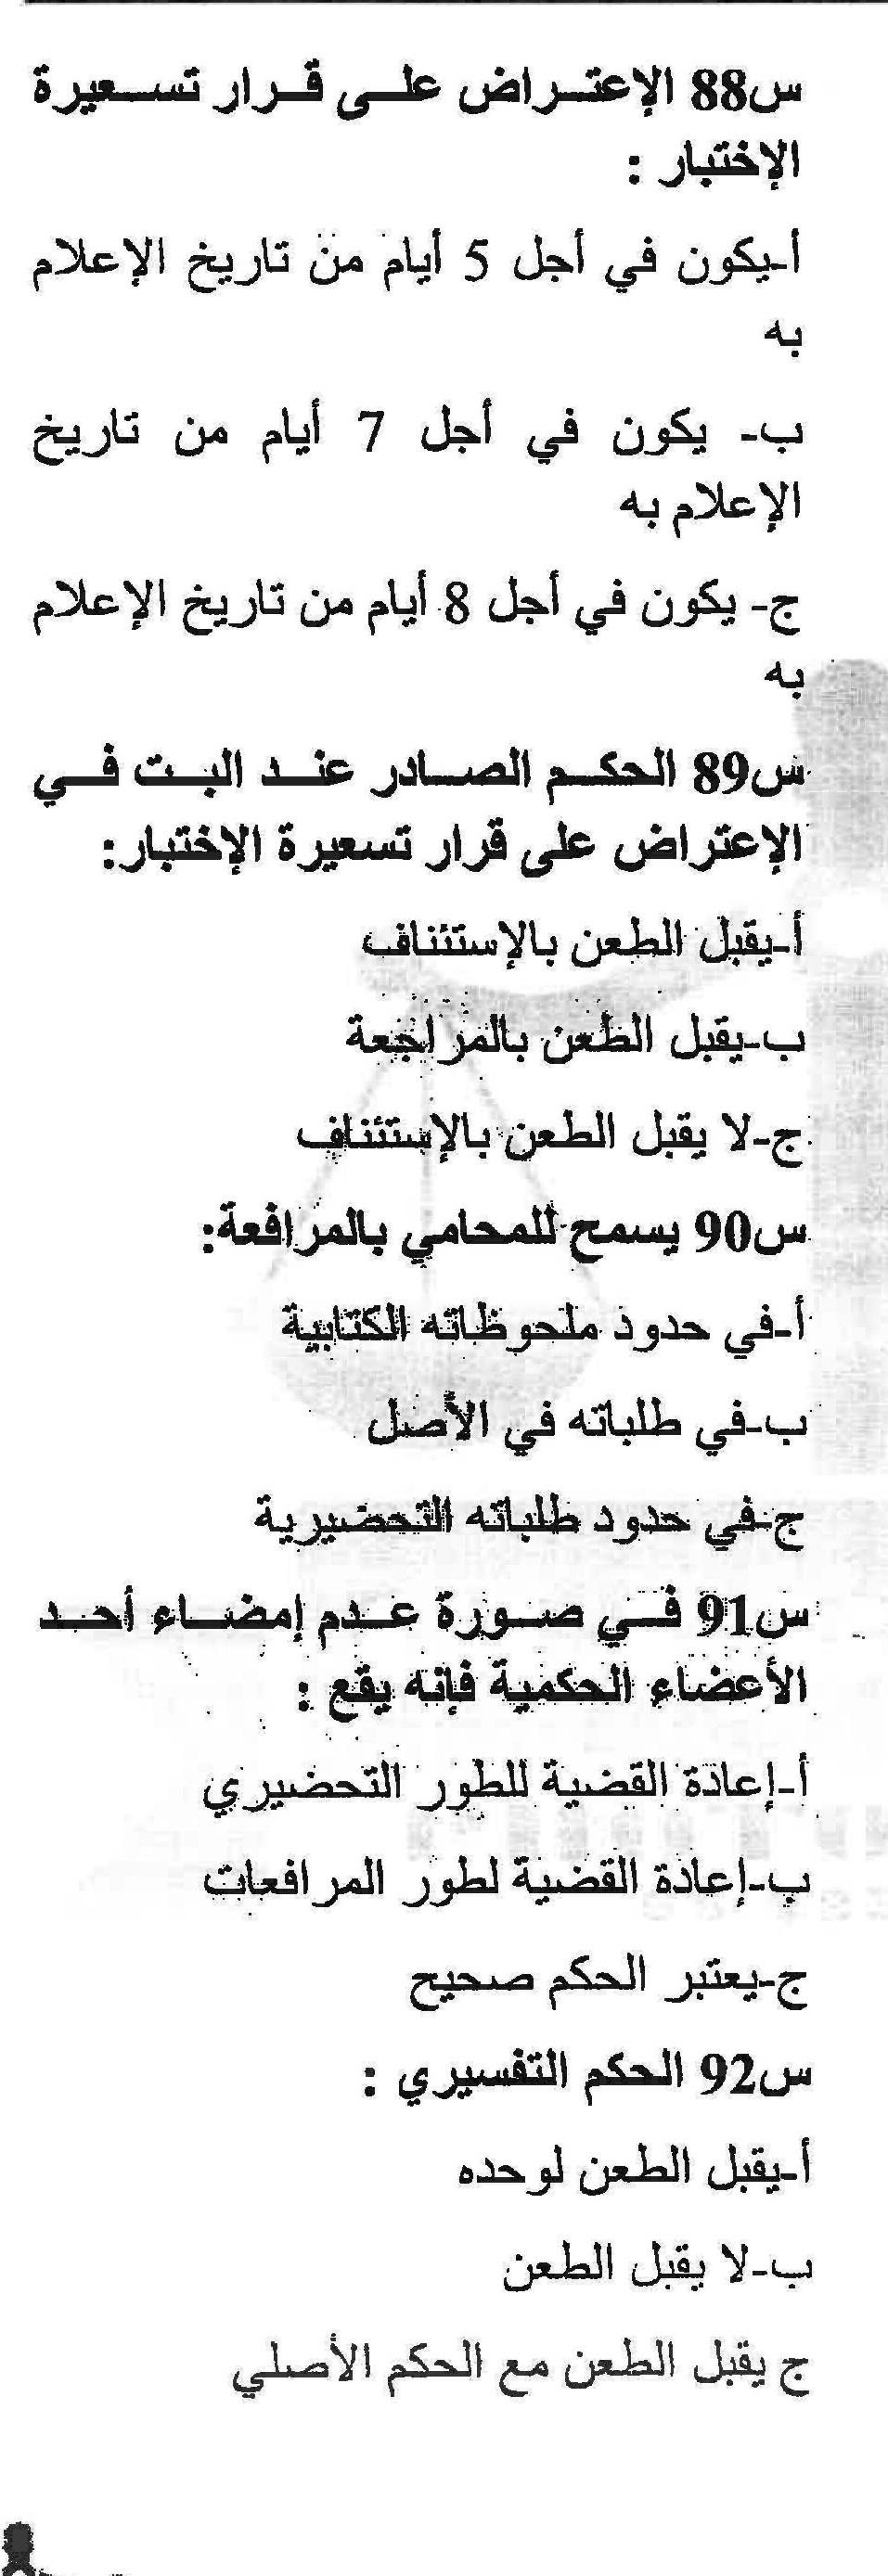 س88 الإعتراض على قرار تسعيرة
الإختبار :
أ-يكون في أجل 5 أيام من تاريخ الإعلام
به
ب- يكون في أجل 7 أيام من تاريخ
الإعلام به
ج- يكون في أجل 8 أيام من تاريخ الإعلام
به
س89 الحكم الصادر عند البت في
الإعتراض على قرار تسعيرة الإختبار:
أ-يقبل الطعن بالإستئناف
ب-يقبل الطعن بالمراجعة
ج-لا يقبل الطعن بالإستئناف
س90 يسمح للمحامي بالمرافعة:
أ-في حدود ملحوظاته الكتابية
ب-في طلباته في الأصل
ج-في حدود طلباته التحضيرية
س91 في صورة عدم إمضاء أحد
الأعضاء الحكمية فإنه يقع :
أ-إعادة القضية للطور التحضيري
ب-إعادة القضية لطور المرافعات
ج-يعتبر الحكم صحيح
س92 الحكم التفسيري :
أ-يقبل الطعن لوحده
ب-لا يقبل الطعن
ج يقبل الطعن مع الحكم الأصلي